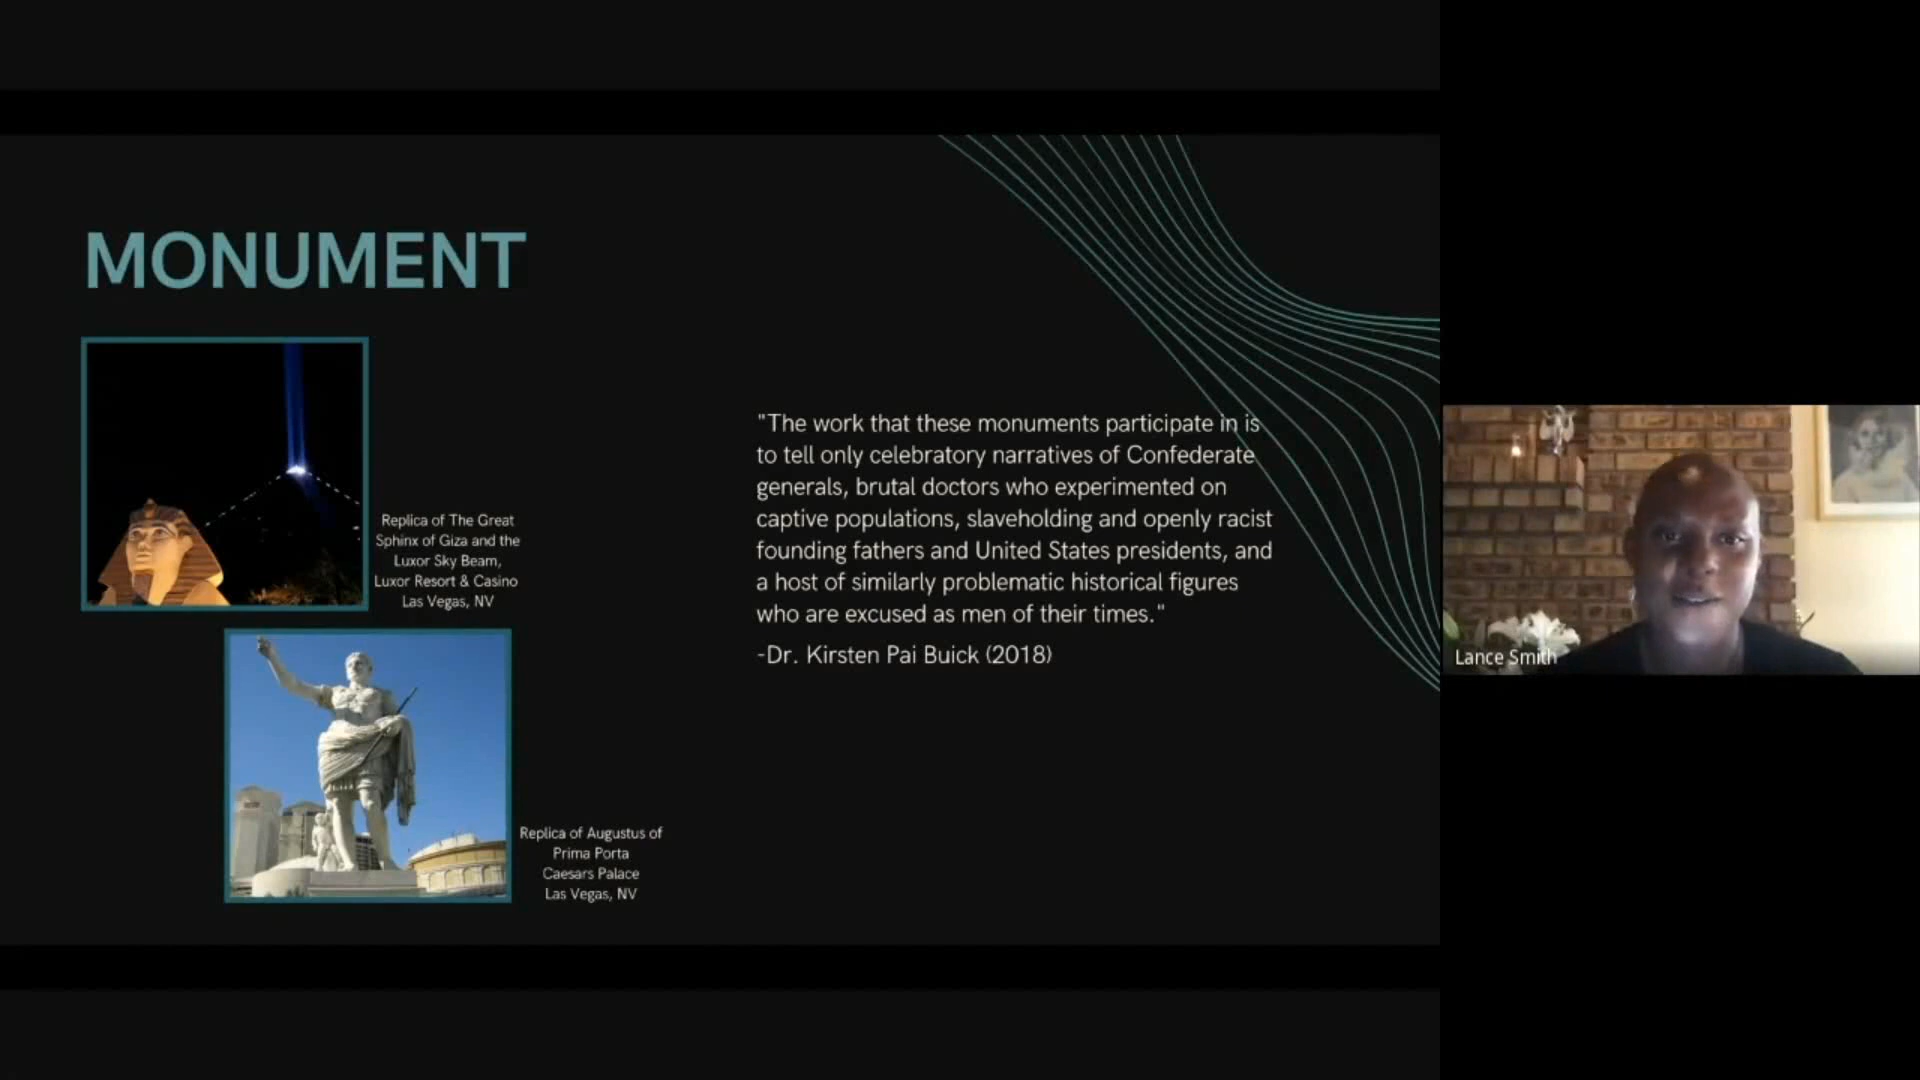 MONUMENT
Replica of The Great
Sphinx of Giza and the
Luxor Sky Beam,
Luxor Resort & Casino
Las Vegas, NV
Replica of Augustus of
Prima Porta
Caesars Palace
Las Vegas, NV
"The work that these monuments participate in is
to tell only celebratory narratives of Confederate
generals, brutal doctors who experimented on
captive populations, slaveholding and openly racist
founding fathers and United States presidents, and
a host of similarly problematic historical figures
who are excused as men of their times."
-Dr. Kirsten Pai Buick (2018)
Lance Smith